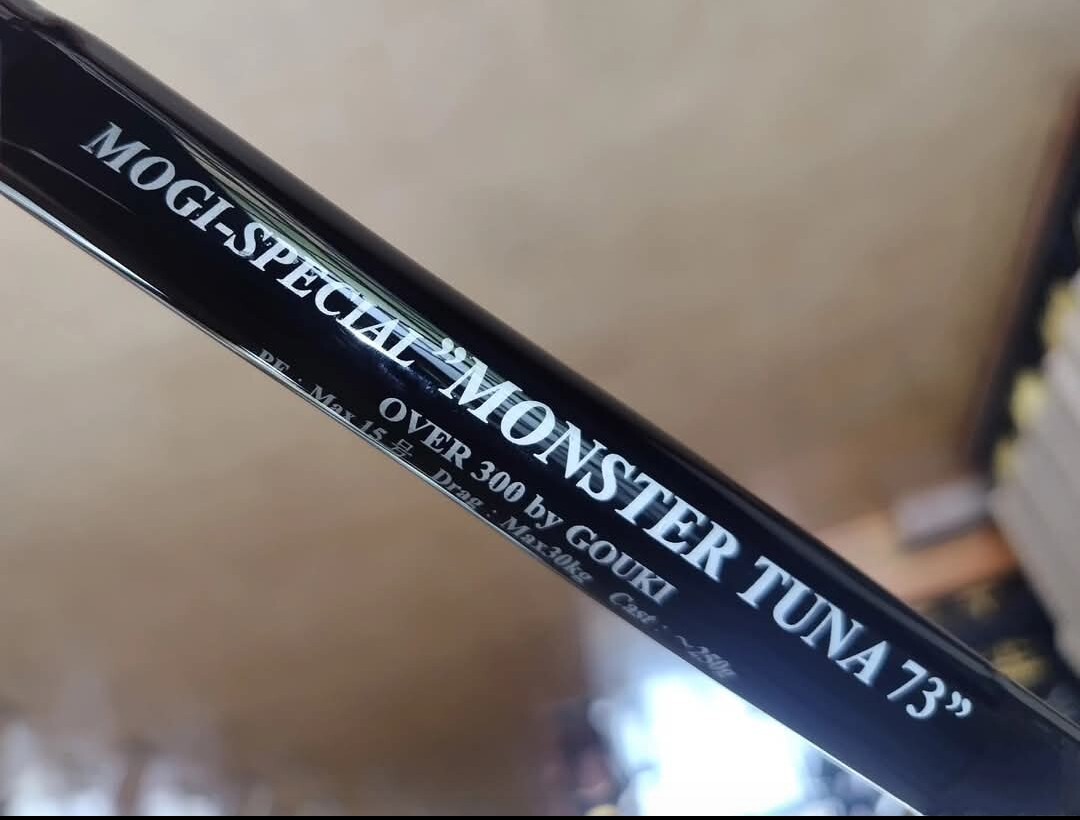 MOGI-SPECIAL ”MONSTER TUNA 73”
OVER 300 by GOUKI
PE : Max 15号 Drag : Max30kg Cast : ~250g